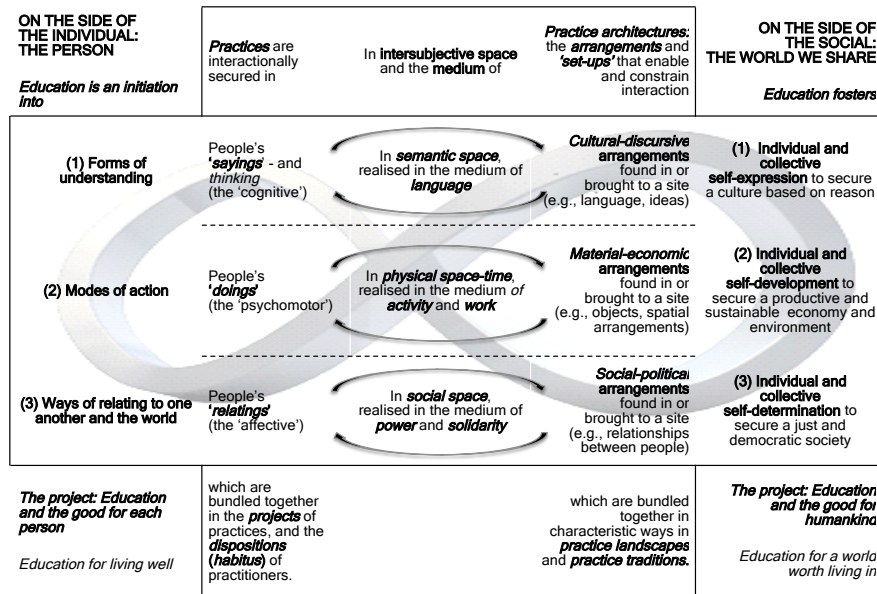 ON THE SIDE OF
THE INDIVIDUAL:
THE PERSON
Education is an initiation
into
Practices are
interactionally
secured in
In intersubjective space
and the medium of
Practice architectures:
the arrangements and
'set-ups' that enable
and constrain
interaction
ON THE SIDE OF
THE SOCIAL:
THE WORLD WE SHARE
Education fosters
(1) Forms of
understanding
People's
'sayings' - and
thinking
(the 'cognitive')
In semantic space,
realised in the medium of
language
Cultural-discursive
arrangements
found in or
brought to a site
(e.g., language, ideas)
(1) Individual and
collective
self-expression to secure
a culture based on reason
(2) Modes of action
People's
'doings'
(the 'psychomotor')
In physical space-time,
realised in the medium of
activity and work
Material-economic
arrangements
found in or
brought to a site
(e.g., objects, spatial
arrangements)
(2) Individual and
collective
self-development to
secure a productive and
sustainable economy and
environment
(3) Ways of relating to one
another and the world
People's
'relatings'
(the 'affective')
In social space,
realised in the medium of
power and solidarity
Social-political
arrangements
found in or
brought to a site
(e.g., relationships
between people)
(3) Individual and
collective
self-determination to
secure a just and
democratic society
The project: Education
and the good for each
person
Education for living well
which are
bundled together
in the projects of
practices, and the
dispositions
(habitus) of
practitioners.
which are bundled
together in
characteristic ways in
practice landscapes
and practice traditions.
The project: Education
and the good for
humankind
Education for a world
worth living in